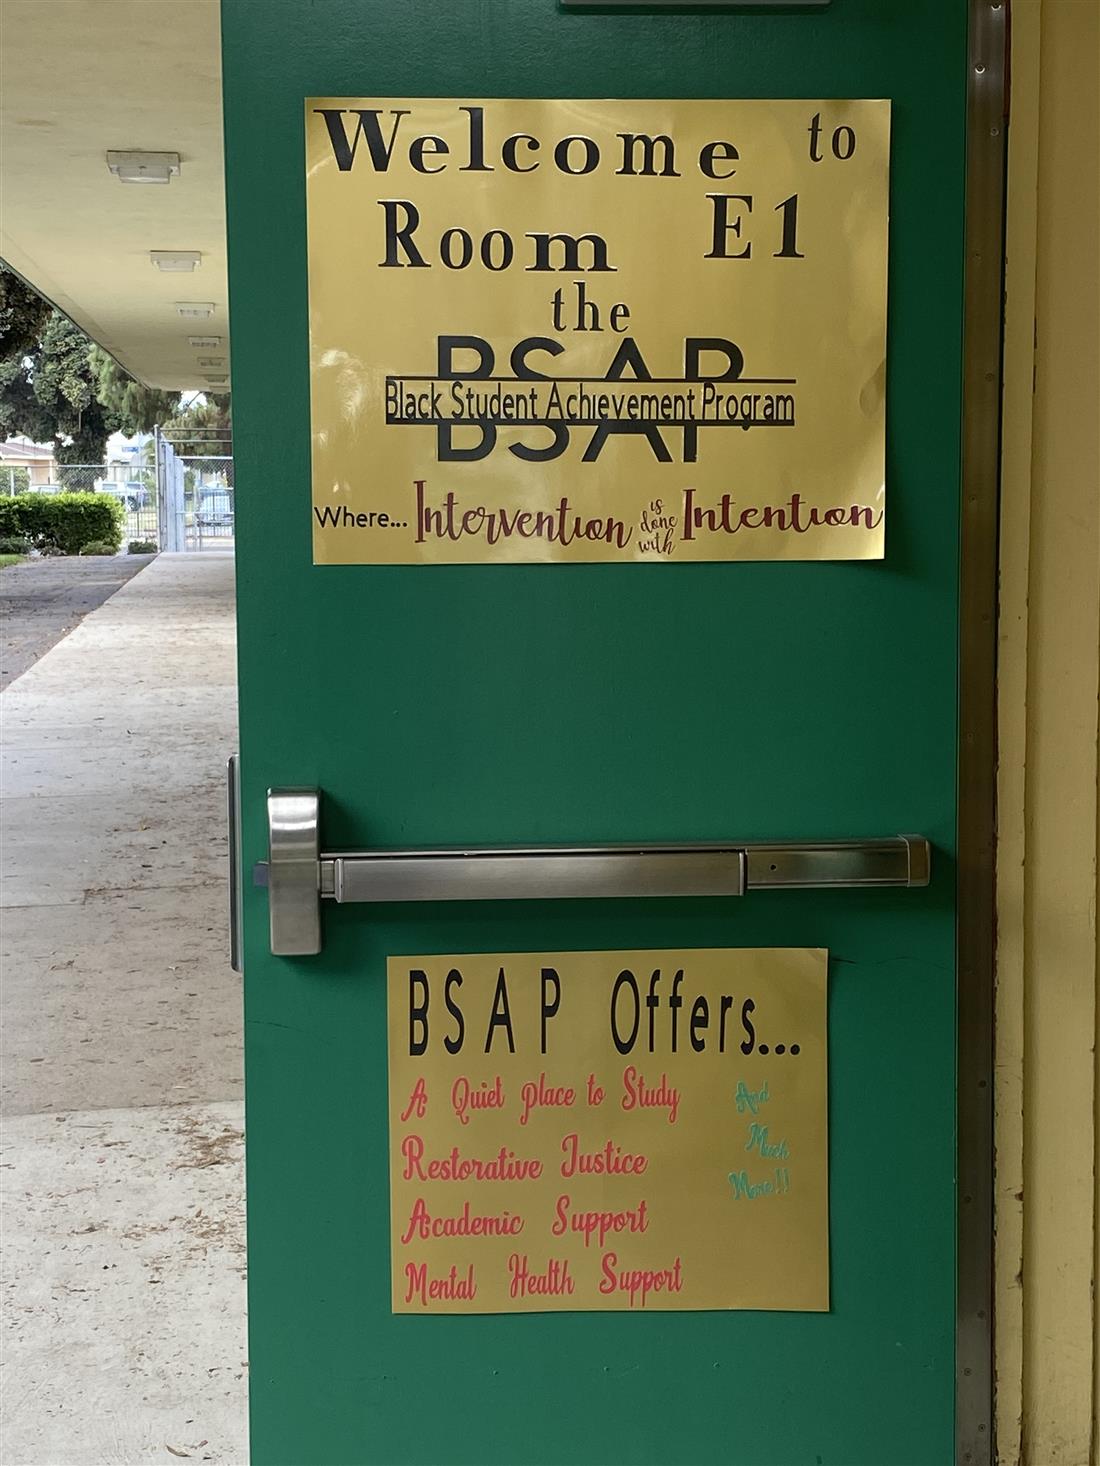 Welcome to
Room E1
the
BSAP
Black Student Achievement Program
Where... Intervention is done with Intention
BSAP Offers...
A Quiet place to Study
Restorative Justice
Academic Support
Mental Health Support
And
Much
More!!